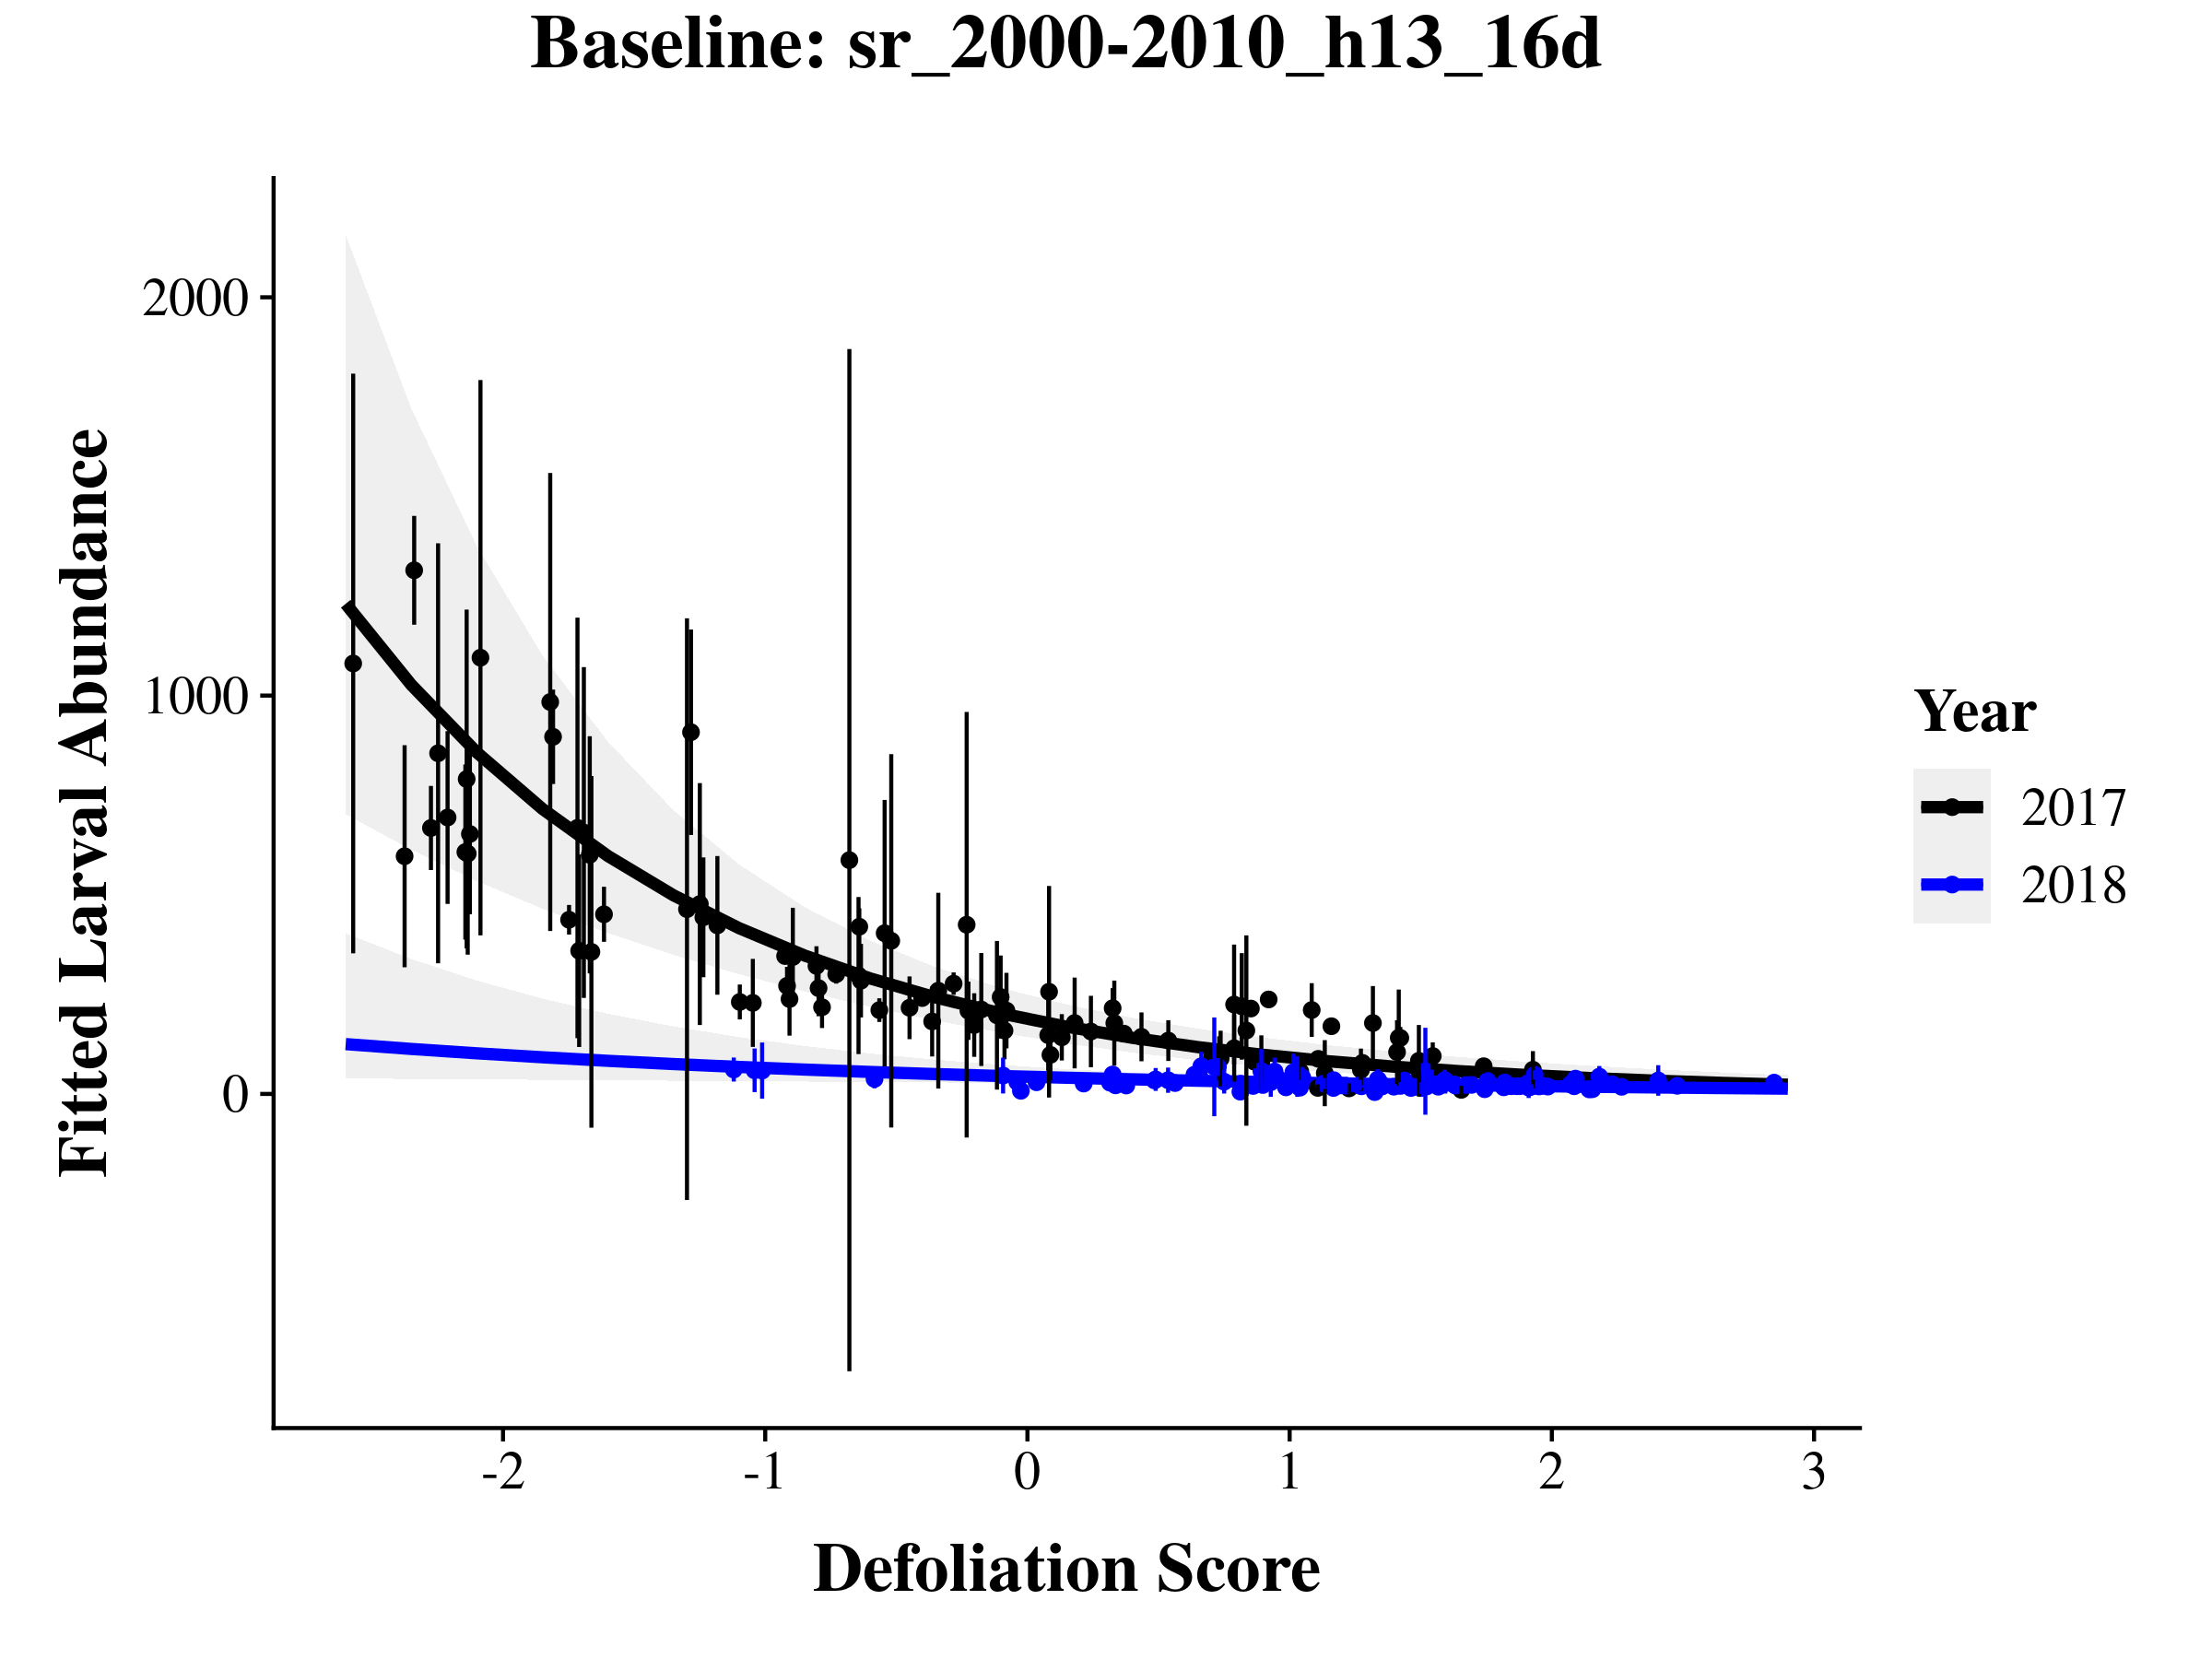 Baseline: sr_2000-2010_h13_16d
Fitted Larval Abundance
2000
1000
0
-2
-1
0
1
2
3
Defoliation Score
Year
2017
2018